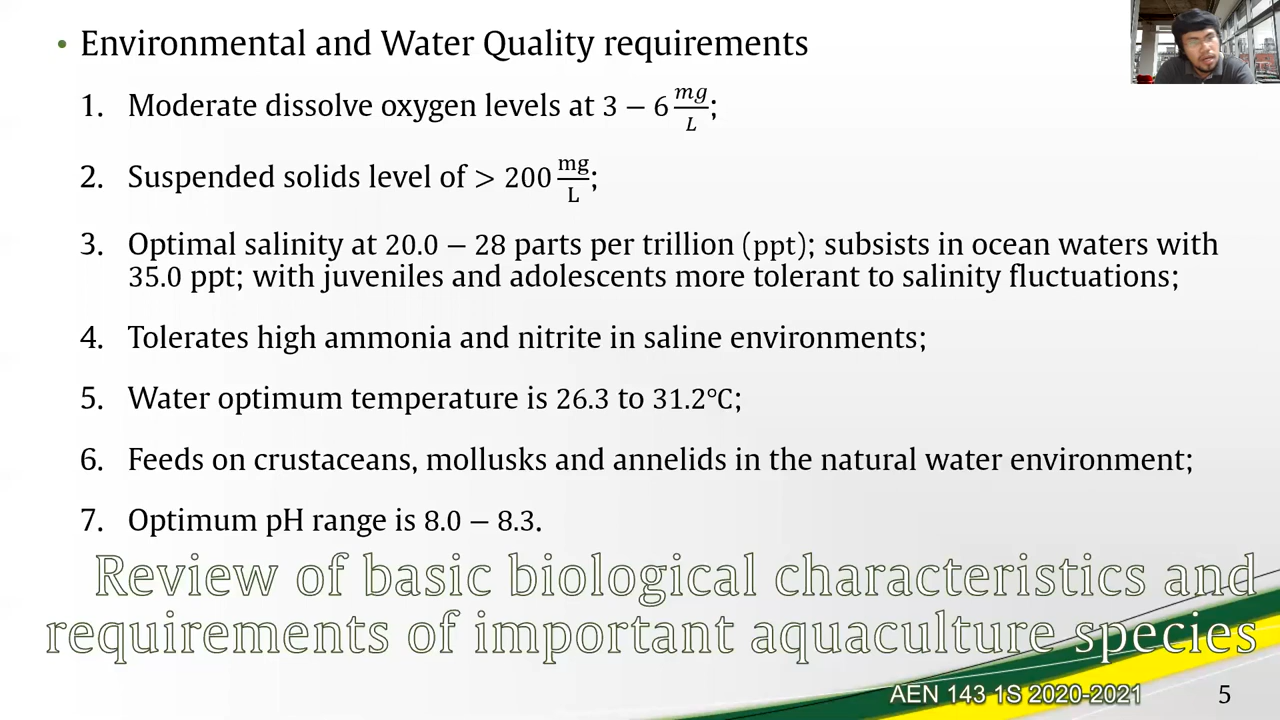 • Environmental and Water Quality requirements
1. Moderate dissolve oxygen levels at 3 – 6 mg/L;
2. Suspended solids level of > 200 mg/L;
3. Optimal salinity at 20.0 – 28 parts per trillion (ppt); subsists in ocean waters with
35.0 ppt; with juveniles and adolescents more tolerant to salinity fluctuations;
4. Tolerates high ammonia and nitrite in saline environments;
5. Water optimum temperature is 26.3 to 31.2°C;
6. Feeds on crustaceans, mollusks and annelids in the natural water environment;
7. Optimum pH range is 8.0 – 8.3.
Review of basic biological characteristics and
requirements of important aquaculture species
AEN 143 1S 2020-2021 5